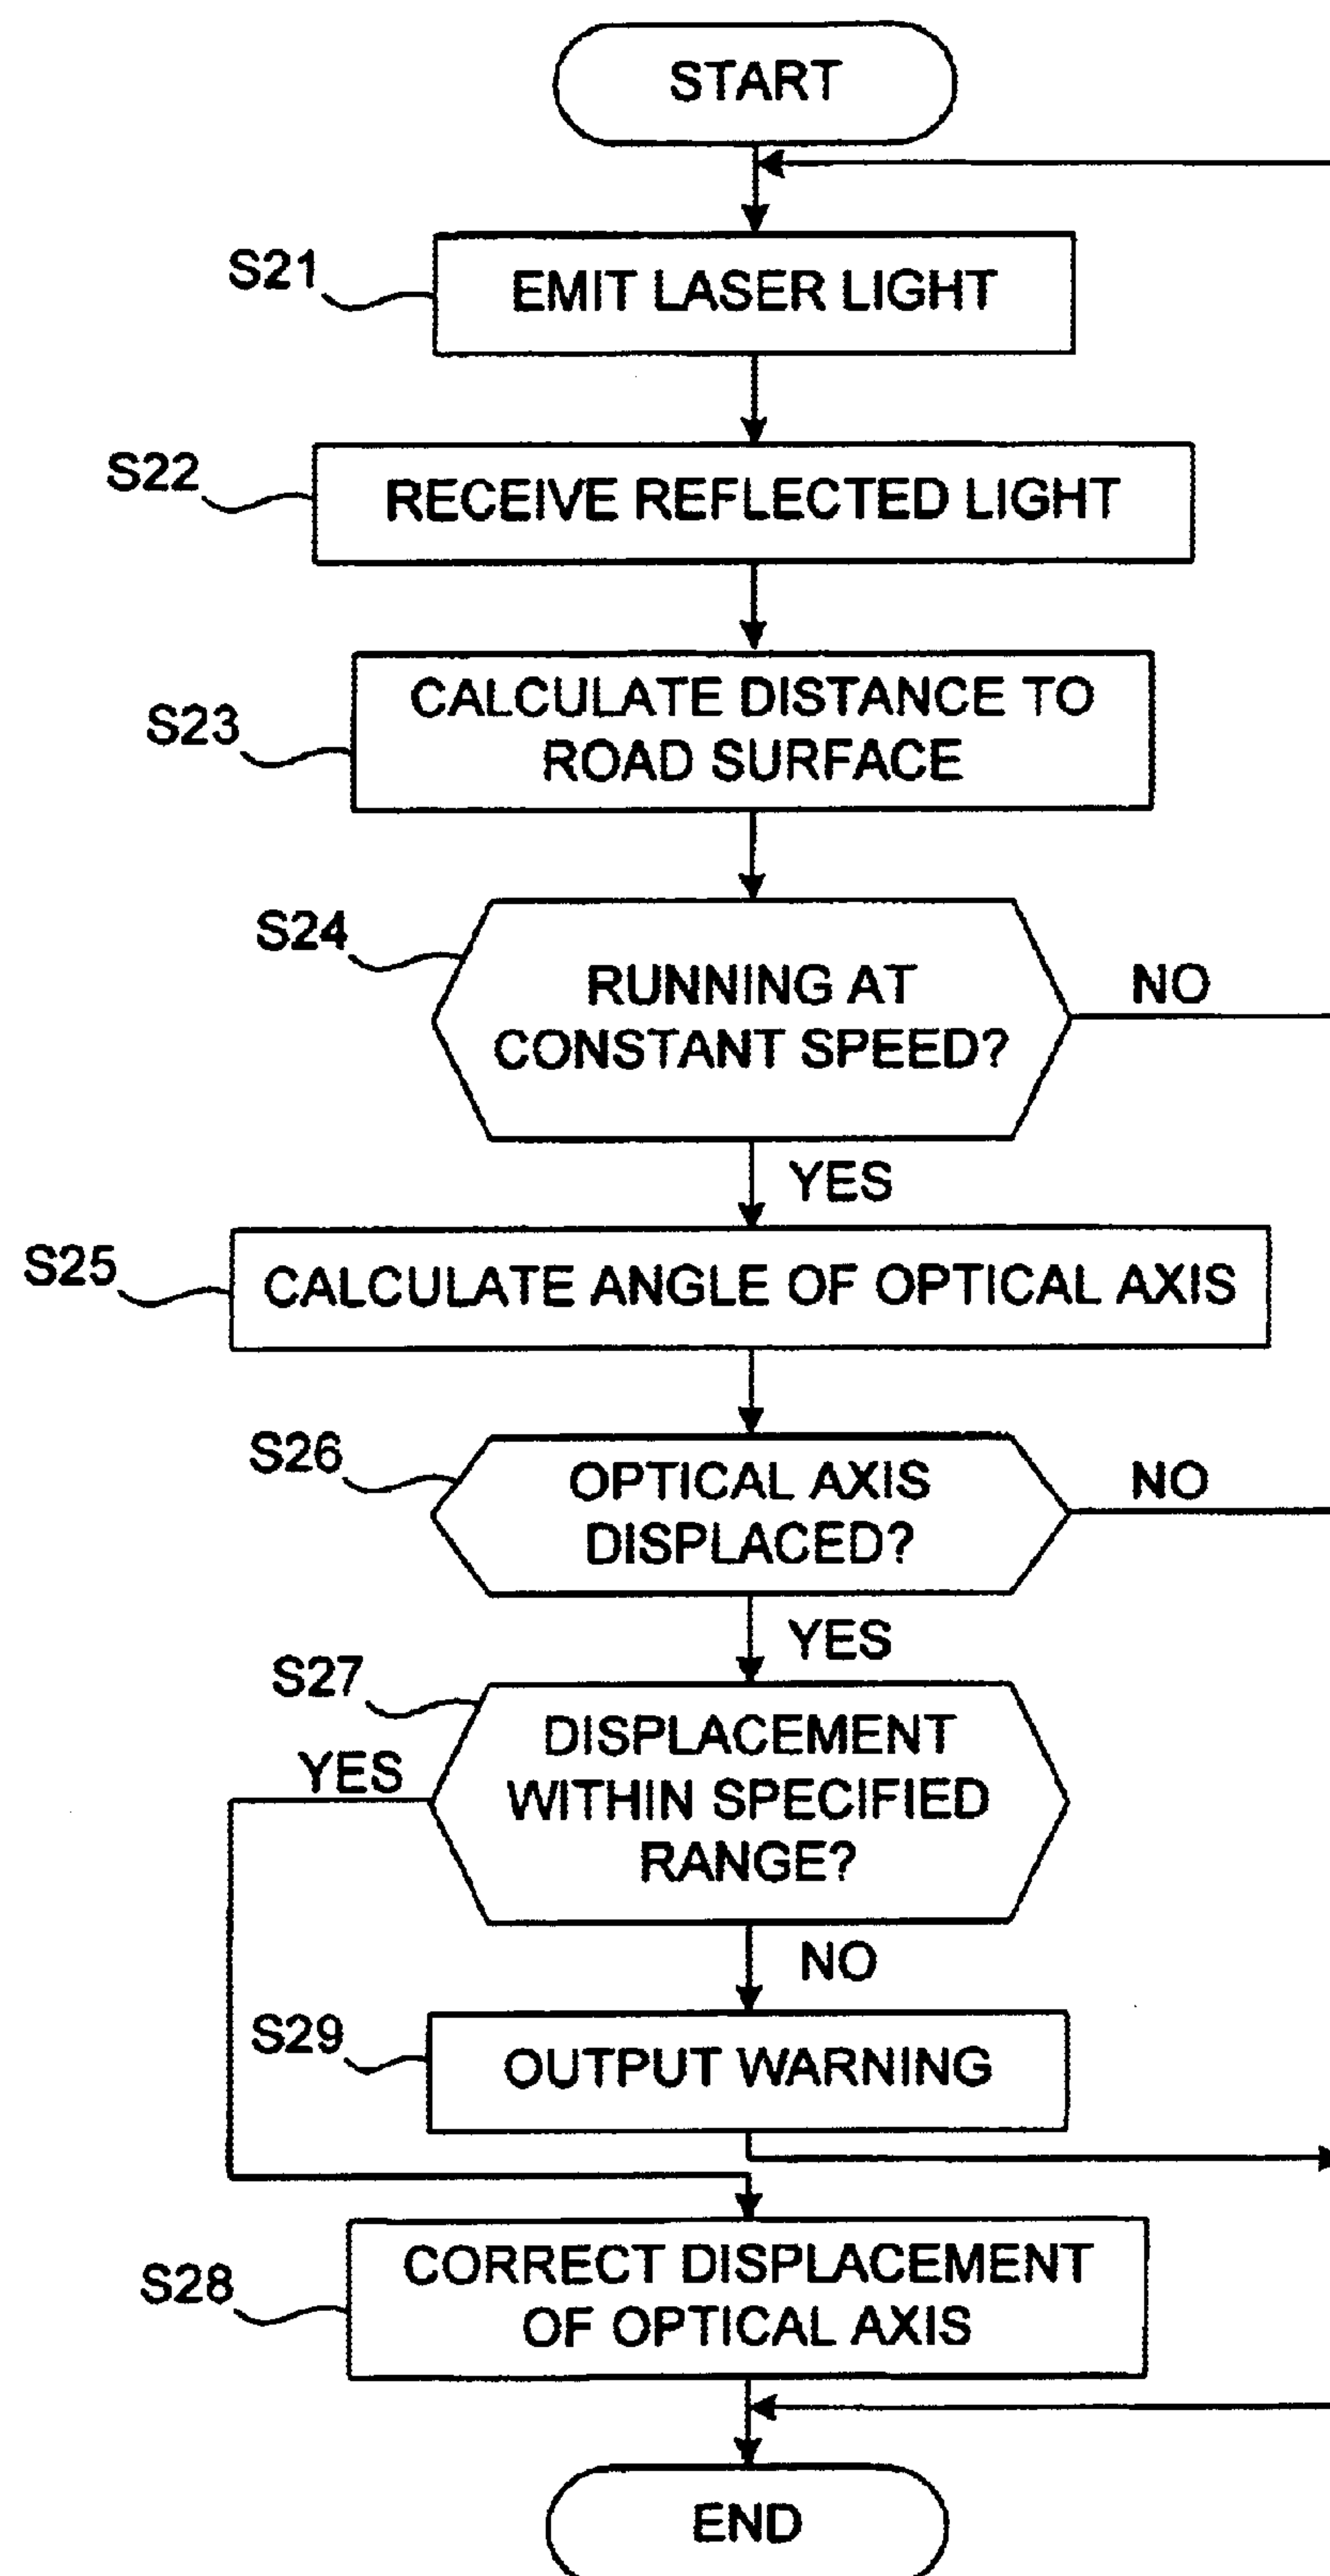 START
S21
EMIT LASER LIGHT
S22
RECEIVE REFLECTED LIGHT
S23
CALCULATE DISTANCE TO
ROAD SURFACE
S24
RUNNING AT
CONSTANT SPEED?
NO
YES
S25
CALCULATE ANGLE OF OPTICAL AXIS
S26
OPTICAL AXIS
DISPLACED?
NO
YES
S27
DISPLACEMENT
WITHIN SPECIFIED
RANGE?
YES
NO
S29
OUTPUT WARNING
S28
CORRECT DISPLACEMENT
OF OPTICAL AXIS
END